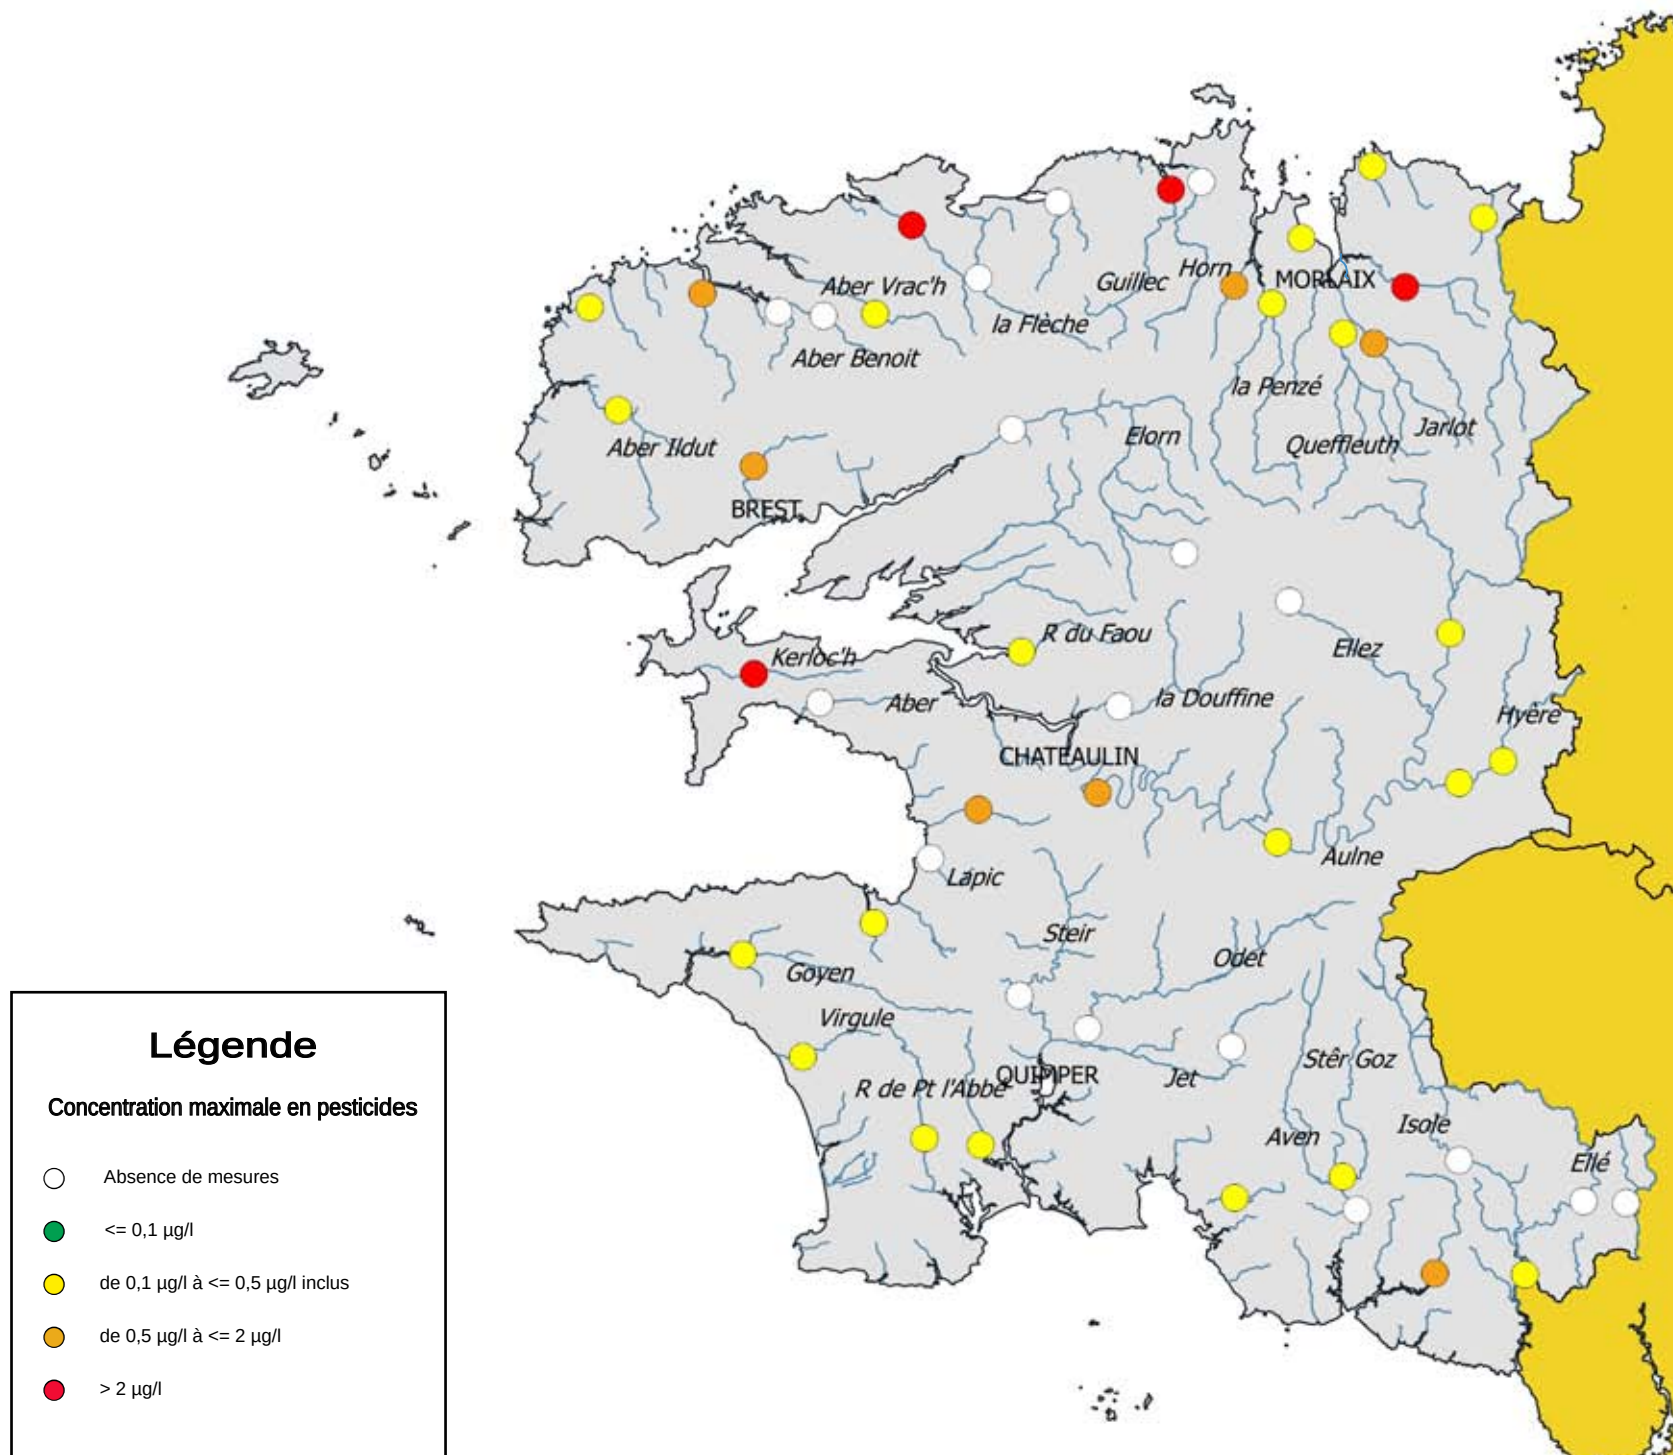 Aber Vrac'h
Guillec
Horn
MORLAIX
la Flèche
Aber Benoit
la Penzé
Jarlot
Queffleuth
Elorn
Aber Ildut
BREST
R du Faou
Ellez
Kerloc'h
Aber
la Douffine
Hyère
CHATEAULIN
Aulne
Lapic
Steir
Odet
Goyen
Virgule
Stêr Goz
QUIMPER
Jet
R de Pt l'Abbé
Isole
Aven
Ellé
Légende
Concentration maximale en pesticides
Absence de mesures
<= 0,1 µg/l
de 0,1 µg/l à <= 0,5 µg/l inclus
de 0,5 µg/l à <= 2 µg/l
> 2 µg/l